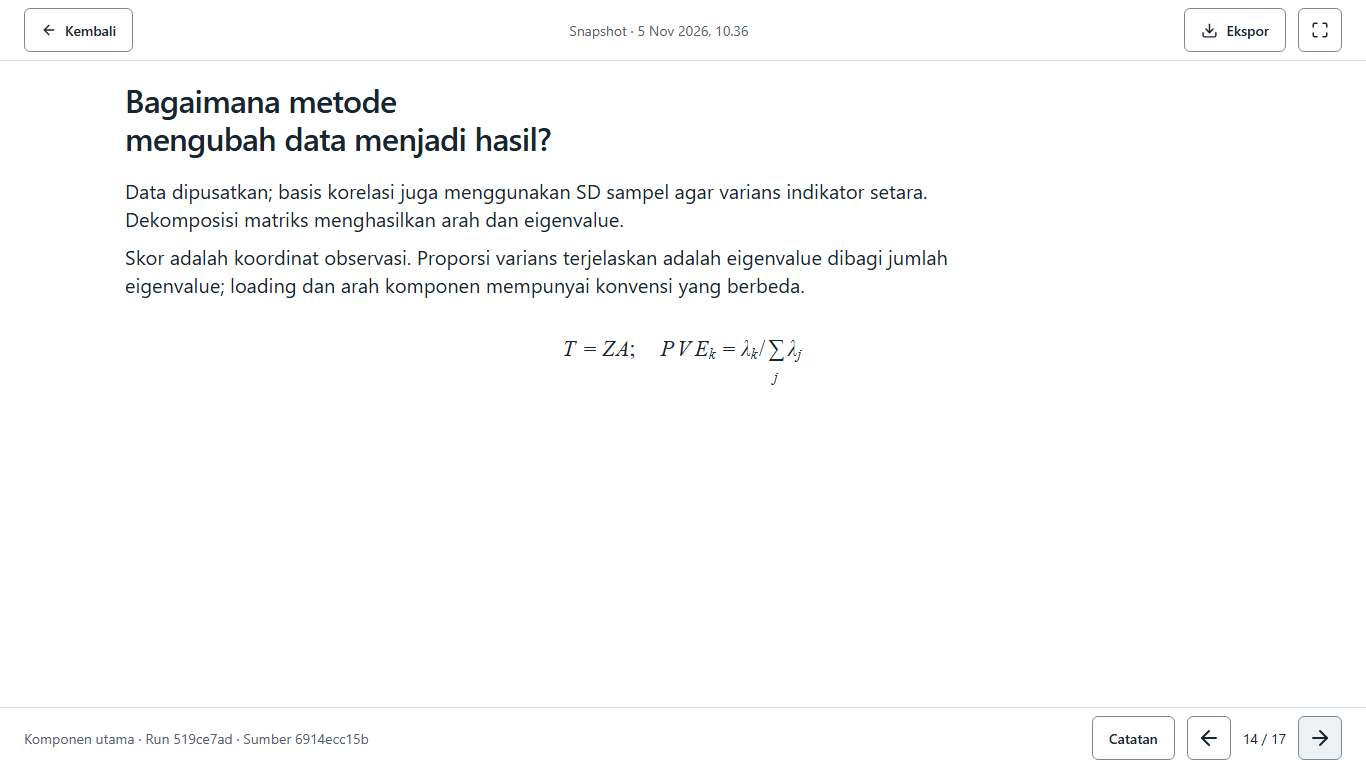 Kembali
Snapshot · 5 Nov 2026, 10.36
Ekspor
Bagaimana metode
mengubah data menjadi hasil?
Data dipusatkan; basis korelasi juga menggunakan SD sampel agar varians indikator setara.
Dekomposisi matriks menghasilkan arah dan eigenvalue.
Skor adalah koordinat observasi. Proporsi varians terjelaskan adalah eigenvalue dibagi jumlah
eigenvalue; loading dan arah komponen mempunyai konvensi yang berbeda.
T = ZA; PVE_k = λ_k/∑_j λ_j
Komponen utama · Run 519ce7ad · Sumber 6914ecc15b
Catatan
14 / 17